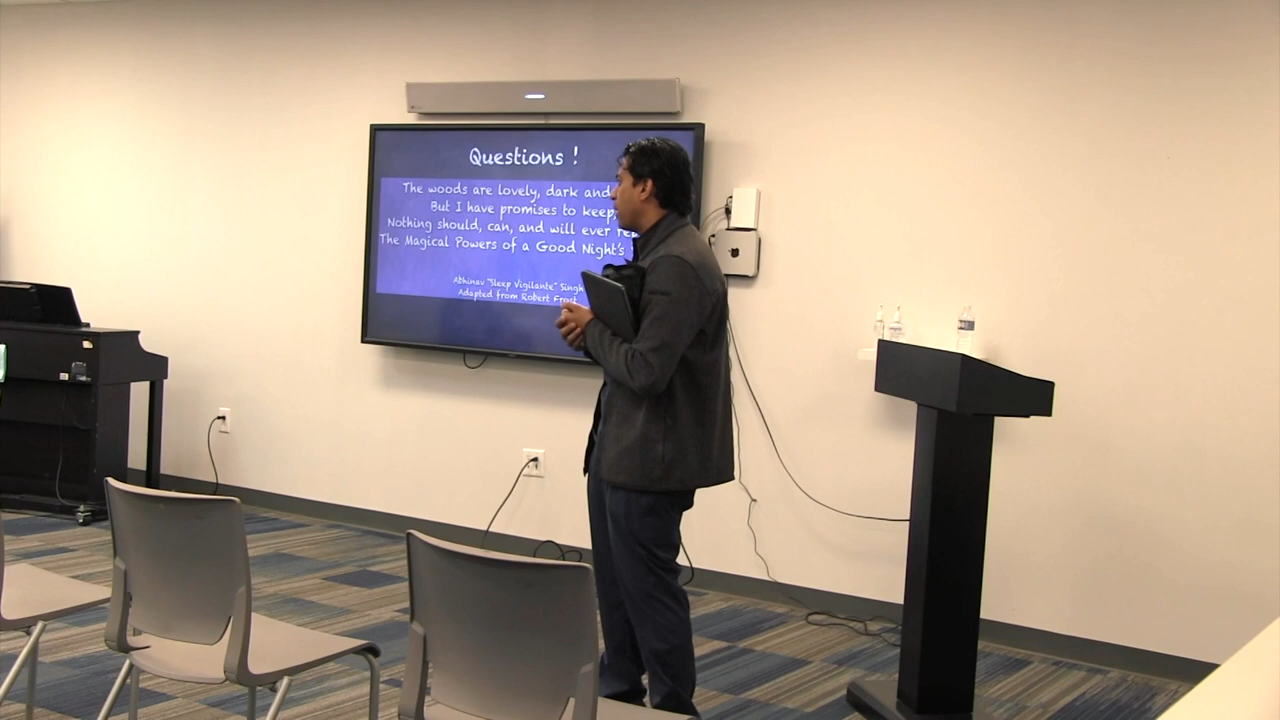 Questions !
The woods are lovely, dark and
But I have promises to keep,
Nothing should, can, and will ever
The Magical Powers of a Good Night's
Abhinav "Sleep Vigilante" Singh
Adapted from Robert Frost